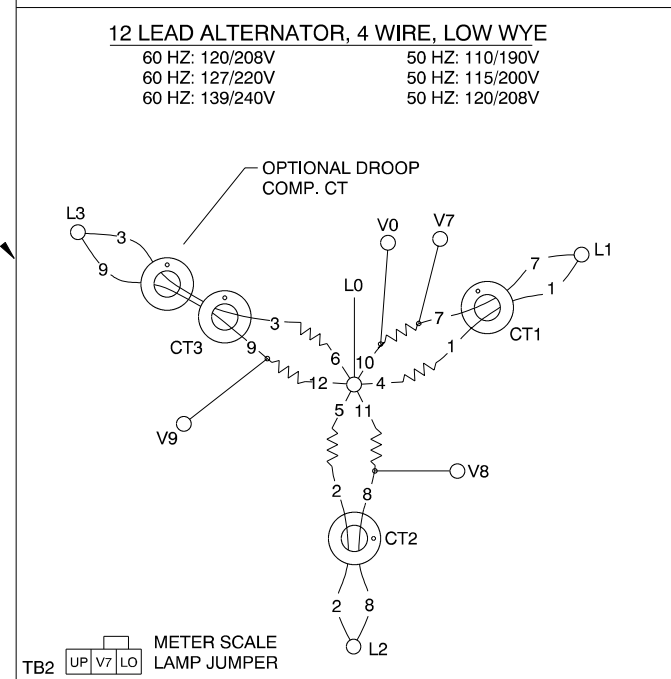 12 LEAD ALTERNATOR, 4 WIRE, LOW WYE
60 HZ: 120/208V 50 HZ: 110/190V
60 HZ: 127/220V 50 HZ: 115/200V
60 HZ: 139/240V 50 HZ: 120/208V
OPTIONAL DROOP
COMP. CT
L3
V0
V7
3
L1
9
7
L0
1
3
7
CT1
CT3
9
1
6
10
12
4
5
11
V9
V8
2
8
CT2
2
8
L2
METER SCALE
TB2 UP V7 LO LAMP JUMPER